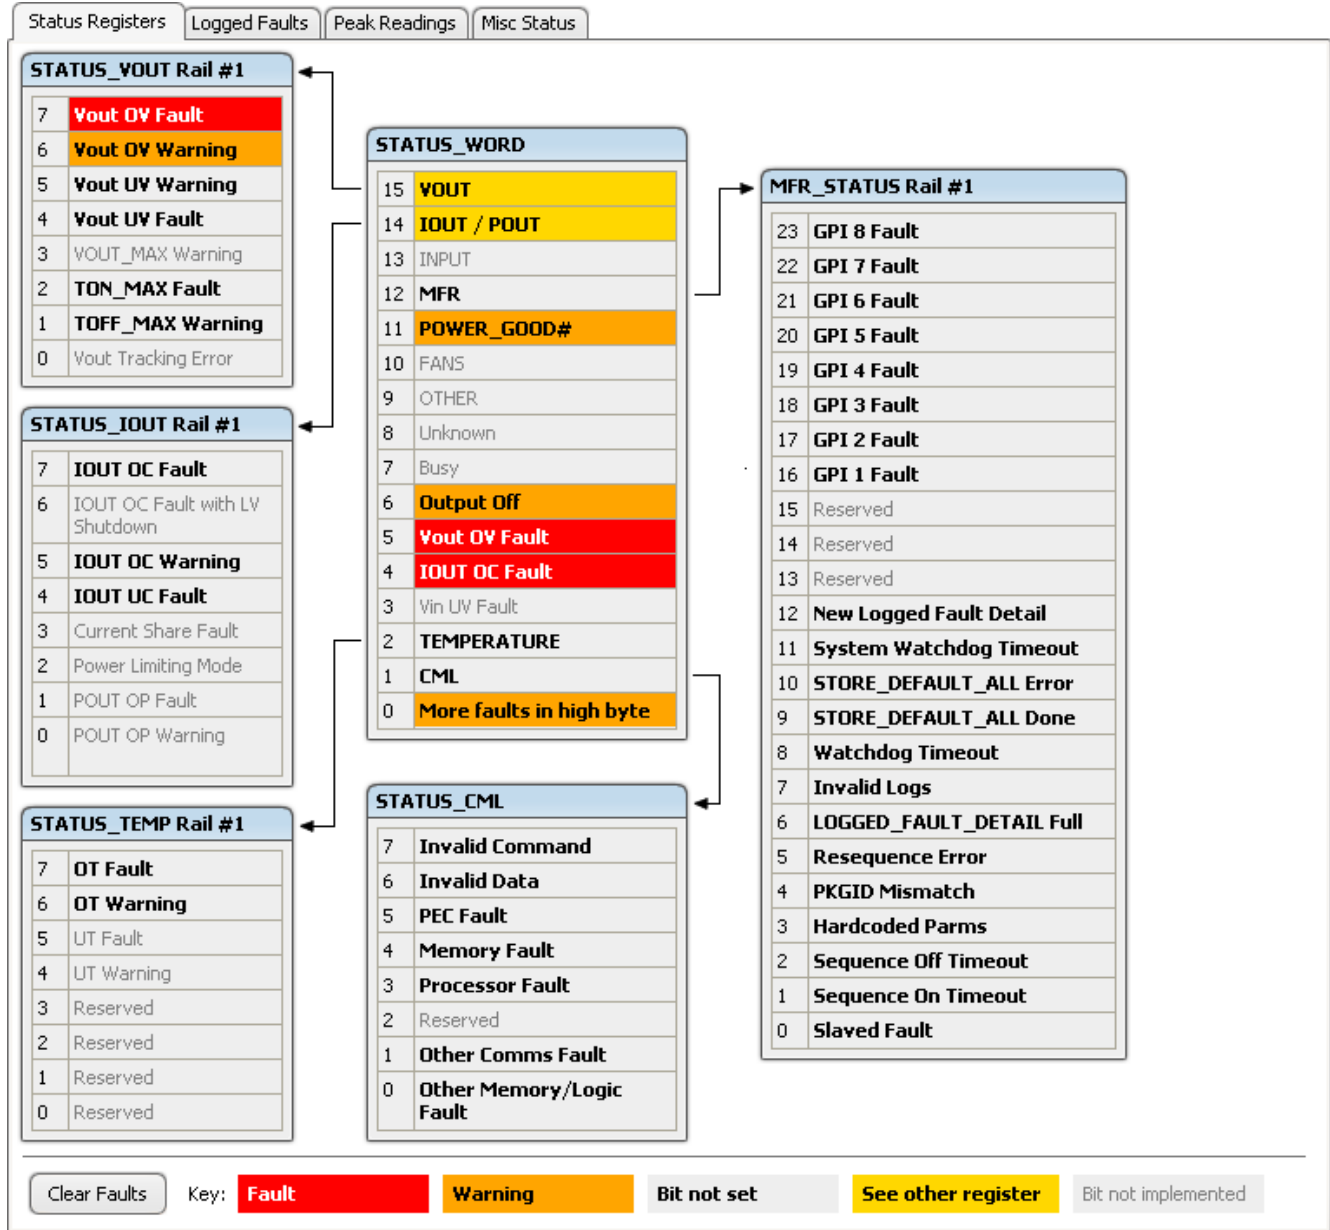 Status Registers Logged Faults Peak Readings Misc Status
STATUS_VOUT Rail #1
7 Vout OV Fault
6 Vout OV Warning
5 Vout UV Warning
4 Vout UV Fault
3 VOUT_MAX Warning
2 TON_MAX Fault
1 TOFF_MAX Warning
0 Vout Tracking Error
STATUS_IOUT Rail #1
7 IOUT OC Fault
6 IOUT OC Fault with LV
Shutdown
5 IOUT OC Warning
4 IOUT UC Fault
3 Current Share Fault
2 Power Limiting Mode
1 POUT OP Fault
0 POUT OP Warning
STATUS_TEMP Rail #1
7 OT Fault
6 OT Warning
5 UT Fault
4 UT Warning
3 Reserved
2 Reserved
1 Reserved
0 Reserved
STATUS_WORD
15 VOUT
14 IOUT / POUT
13 INPUT
12 MFR
11 POWER_GOOD#
10 FANS
9 OTHER
8 Unknown
7 Busy
6 Output Off
5 Vout OV Fault
4 IOUT OC Fault
3 Vin UV Fault
2 TEMPERATURE
1 CML
0 More faults in high byte
STATUS_CML
7 Invalid Command
6 Invalid Data
5 PEC Fault
4 Memory Fault
3 Processor Fault
2 Reserved
1 Other Comms Fault
0 Other Memory/Logic
Fault
MFR_STATUS Rail #1
23 GPI 8 Fault
22 GPI 7 Fault
21 GPI 6 Fault
20 GPI 5 Fault
19 GPI 4 Fault
18 GPI 3 Fault
17 GPI 2 Fault
16 GPI 1 Fault
15 Reserved
14 Reserved
13 Reserved
12 New Logged Fault Detail
11 System Watchdog Timeout
10 STORE_DEFAULT_ALL Error
9 STORE_DEFAULT_ALL Done
8 Watchdog Timeout
7 Invalid Logs
6 LOGGED_FAULT_DETAIL Full
5 Resequence Error
4 PKGID Mismatch
3 Hardcoded Parms
2 Sequence Off Timeout
1 Sequence On Timeout
0 Slaved Fault
Clear Faults Key: Fault Warning Bit not set See other register Bit not implemented